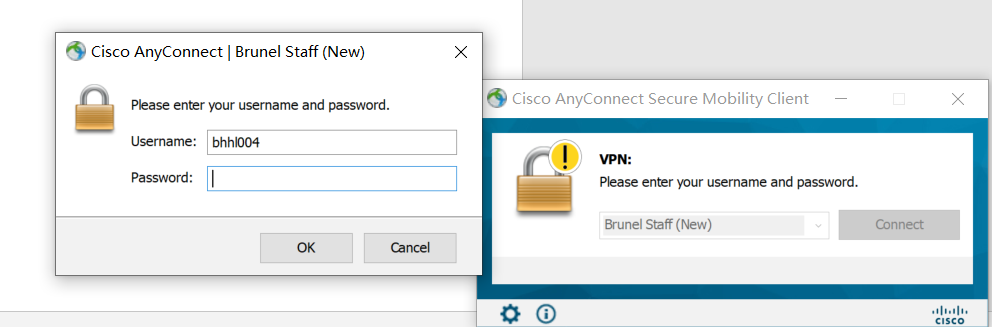 Cisco AnyConnect | Brunel Staff (New)
Please enter your username and password.
Username: bhhl004
Password:
OK Cancel
Cisco AnyConnect Secure Mobility Client
VPN:
Please enter your username and password.
Brunel Staff (New) Connect
CISCO